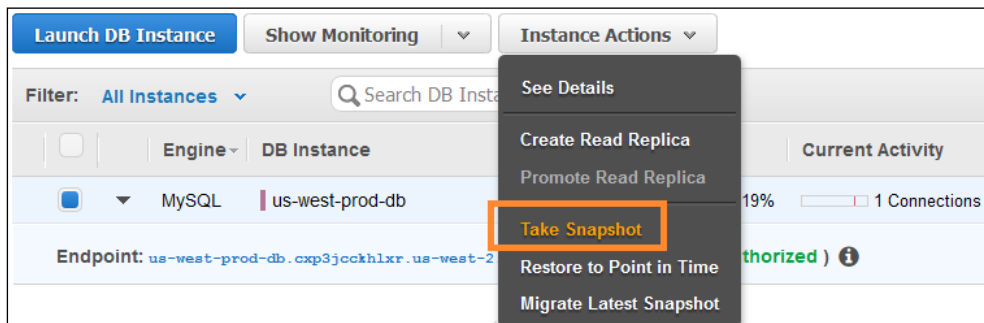 Launch DB Instance Show Monitoring Instance Actions
Filter: All Instances Search DB Insta
See Details
Create Read Replica
Engine DB Instance Current Activity
Promote Read Replica
MySQL us-west-prod-db 19% 1 Connections
Take Snapshot
Endpoint: us-west-prod-db.cxp3jcckhlxr.us-west-2. thorized )
Restore to Point in Time
Migrate Latest Snapshot